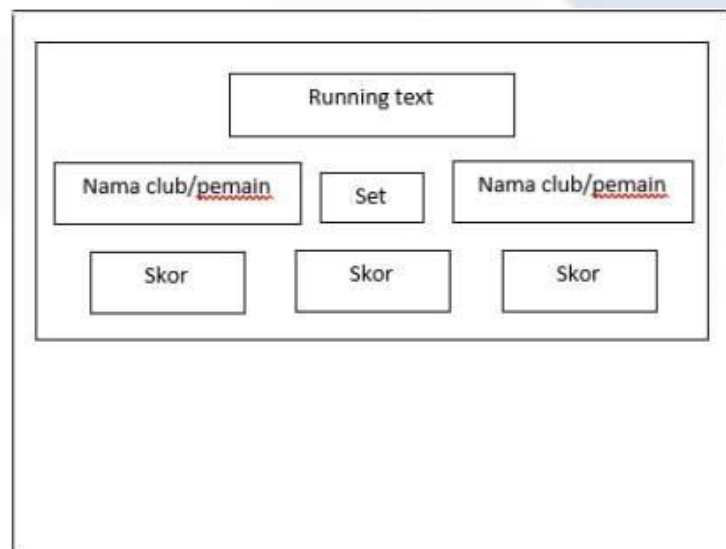 Running text
Nama club/pemain
Set
Nama club/pemain
Skor
Skor
Skor